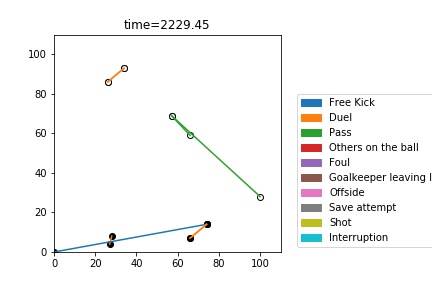 time=2229.45
100
80
60
40
20
0
0 20 40 60 80 100
Free Kick
Duel
Pass
Others on the ball
Foul
Goalkeeper leaving l
Offside
Save attempt
Shot
Interruption